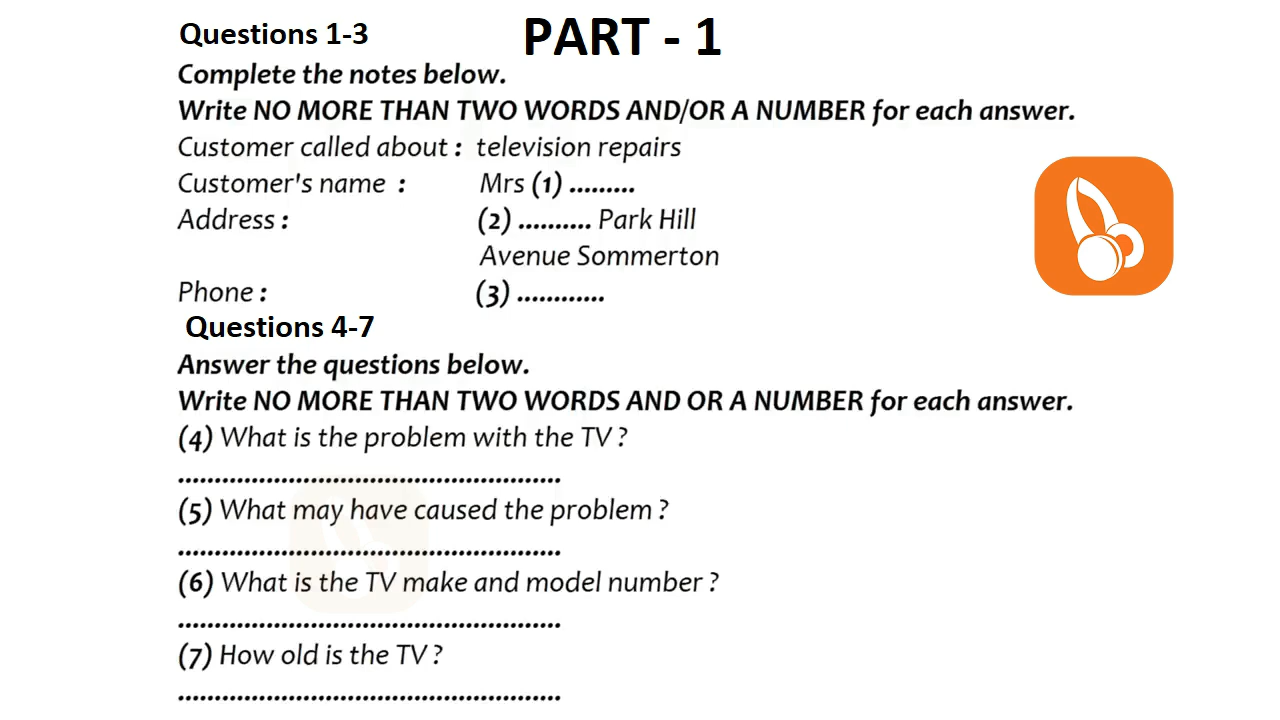 PART - 1
Questions 1-3
Complete the notes below.
Write NO MORE THAN TWO WORDS AND/OR A NUMBER for each answer.
Customer called about : television repairs
Customer's name : Mrs (1) .........
Address : (2) .......... Park Hill
Avenue Sommerton
Phone : (3) ............
Questions 4-7
Answer the questions below.
Write NO MORE THAN TWO WORDS AND OR A NUMBER for each answer.
(4) What is the problem with the TV ?
....................................................
(5) What may have caused the problem ?
....................................................
(6) What is the TV make and model number ?
....................................................
(7) How old is the TV ?
....................................................